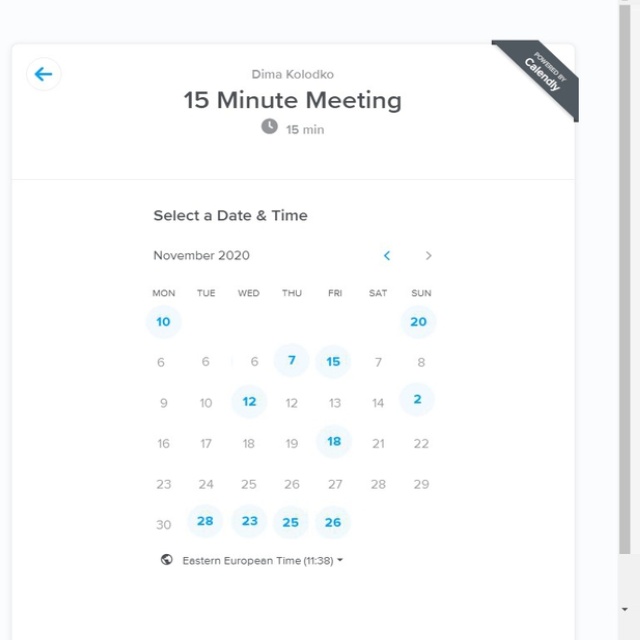 POWERED BY
Calendly
Dima Kolodko
15 Minute Meeting
15 min
Select a Date & Time
November 2020
MON TUE WED THU FRI SAT SUN
10 20
6 6 6 7 15 7 8
9 10 12 12 13 14 2
16 17 18 19 18 21 22
23 24 25 26 27 28 29
30 28 23 25 26
Eastern European Time (11:38)